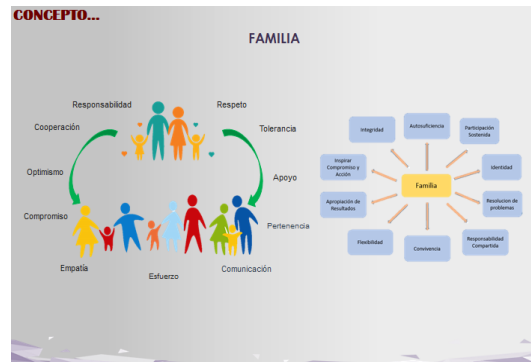 CONCEPTO...
FAMILIA
Responsabilidad
Respeto
Cooperación
Tolerancia
Optimismo
Apoyo
Compromiso
Pertenencia
Empatía
Esfuerzo
Comunicación
Integridad
Autosuficiencia
Participación
Sostenida
Inspirar
Compromiso y
Acción
Identidad
Familia
Apropiación de
Resultados
Resolucion de
problemas
Flexibilidad
Convivencia
Responsabilidad
Compartida